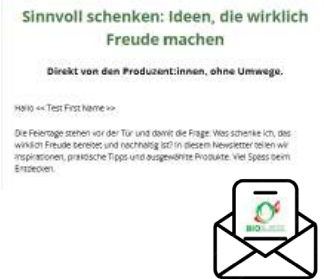 Sinnvoll schenken: Ideen, die wirklich
Freude machen
Direkt von den Produzent:innen, ohne Umwege.
Hallo << Test First Name >>
Die Feiertage stehen vor der Tür und damit die Frage: Was schenke ich, das
wirklich Freude bereitet und nachhaltig ist? In diesem Newsletter teilen wir
Inspirationen, praktische Tipps und ausgewählte Produkte. Viel Spass beim
Entdecken.
BIO